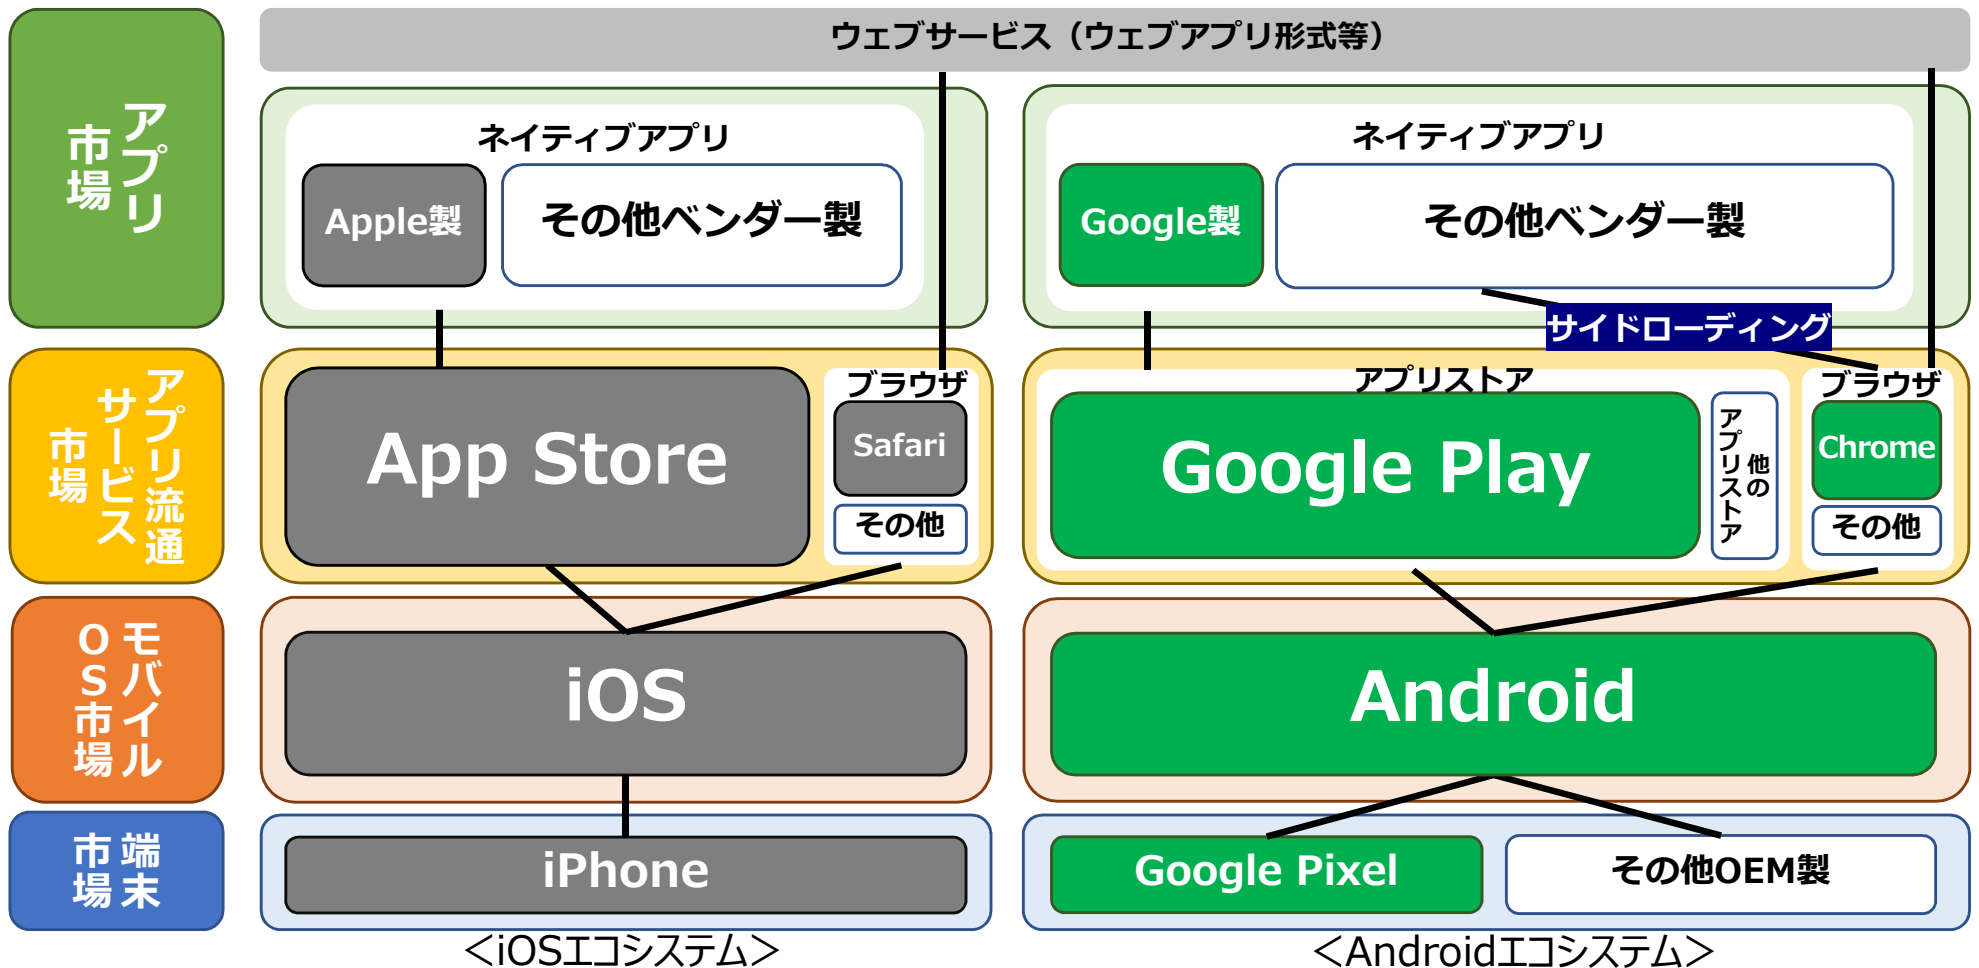 ウェブサービス（ウェブアプリ形式等）
アプリ
市場
ネイティブアプリ
Apple製
その他ベンダー製
ネイティブアプリ
Google製
その他ベンダー製
サイドローディング
アプリ流通
サービス
市場
App Store
ブラウザ
Safari
その他
アプリストア
Google Play
他の
アプリストア
ブラウザ
Chrome
その他
モバイル
OS市場
iOS
Android
端末
市場
iPhone
Google Pixel
その他OEM製
＜iOSエコシステム＞
＜Androidエコシステム＞